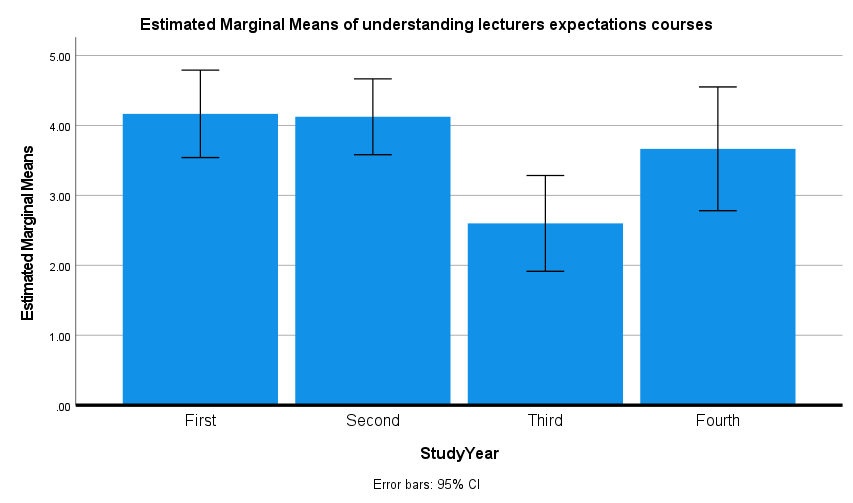 Estimated Marginal Means of understanding lecturers expectations courses
Estimated Marginal Means
5.00
4.00
3.00
2.00
1.00
.00
First
Second
Third
Fourth
StudyYear
Error bars: 95% CI